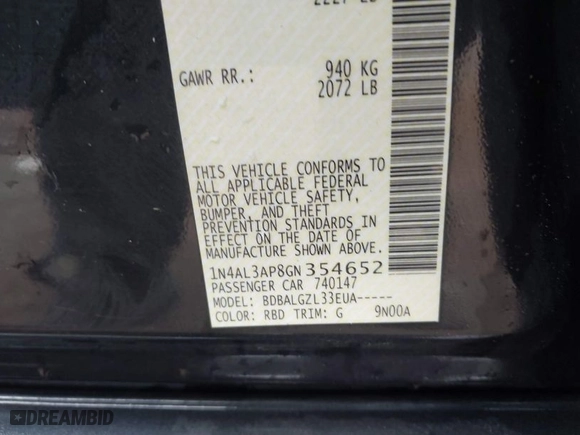 GAWR RR.: 940 KG
2072 LB
THIS VEHICLE CONFORMS TO
ALL APPLICABLE FEDERAL
MOTOR VEHICLE SAFETY,
BUMPER, AND THEFT
PREVENTION STANDARDS IN
EFFECT ON THE DATE OF
MANUFACTURE SHOWN ABOVE.
1N4AL3AP8GN354652
PASSENGER CAR 740147
MODEL: BDBALGZL33EUA-----
COLOR: RBD TRIM: G 9N00A
DREAMBID